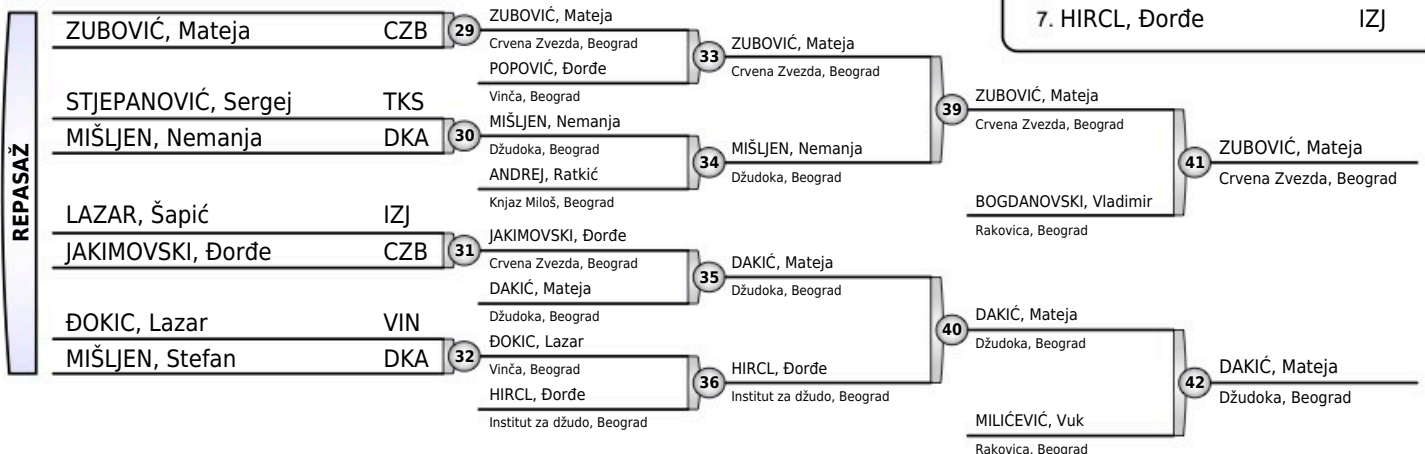 7. HIRCL, Đorđe IZJ
REPASAŽ
ZUBOVIĆ, Mateja CZB
STJEPANOVIĆ, Sergej TKS
MIŠLJEN, Nemanja DKA
LAZAR, Šapić IZJ
JAKIMOVSKI, Đorđe CZB
ĐOKIC, Lazar VIN
MIŠLJEN, Stefan DKA
29
30
31
32
ZUBOVIĆ, Mateja
Crvena Zvezda, Beograd
POPOVIĆ, Đorđe
Vinča, Beograd
MIŠLJEN, Nemanja
Džudoka, Beograd
ANDREJ, Ratkić
Knjaz Miloš, Beograd
JAKIMOVSKI, Đorđe
Crvena Zvezda, Beograd
DAKIĆ, Mateja
Džudoka, Beograd
ĐOKIC, Lazar
Vinča, Beograd
HIRCL, Đorđe
Institut za džudo, Beograd
33
34
35
36
ZUBOVIĆ, Mateja
Crvena Zvezda, Beograd
MIŠLJEN, Nemanja
Džudoka, Beograd
DAKIĆ, Mateja
Džudoka, Beograd
HIRCL, Đorđe
Institut za džudo, Beograd
39
40
ZUBOVIĆ, Mateja
Crvena Zvezda, Beograd
BOGDANOVSKI, Vladimir
Rakovica, Beograd
DAKIĆ, Mateja
Džudoka, Beograd
MILIĆEVIĆ, Vuk
Rakovica, Beograd
41
42
ZUBOVIĆ, Mateja
Crvena Zvezda, Beograd
DAKIĆ, Mateja
Džudoka, Beograd